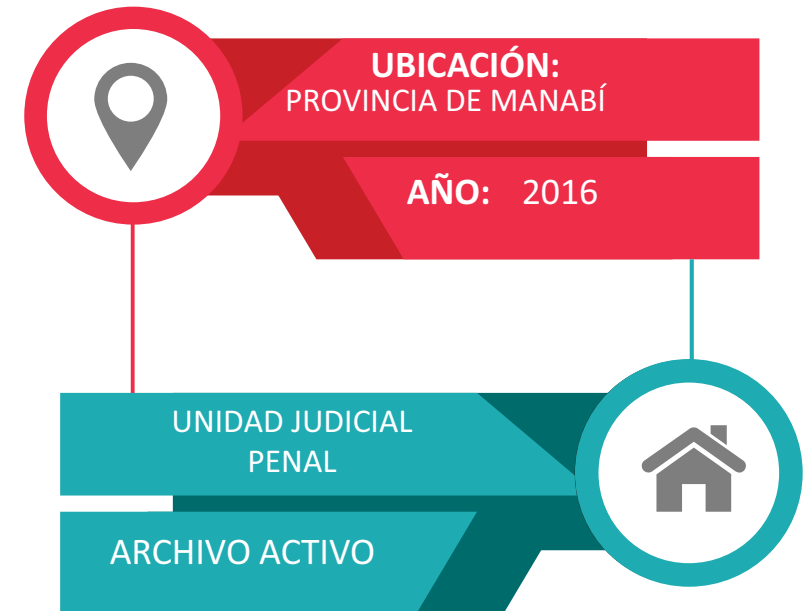 UBICACIÓN:
PROVINCIA DE MANABÍ
AÑO: 2016
UNIDAD JUDICIAL
PENAL
ARCHIVO ACTIVO